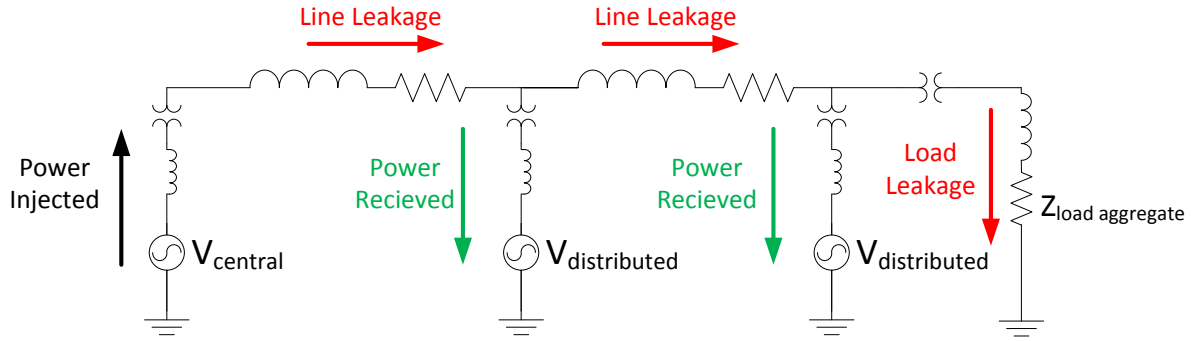 Line Leakage
Line Leakage
Power
Injected
Power
Recieved
Power
Recieved
Load
Leakage
Zload aggregate
Vcentral
Vdistributed
Vdistributed